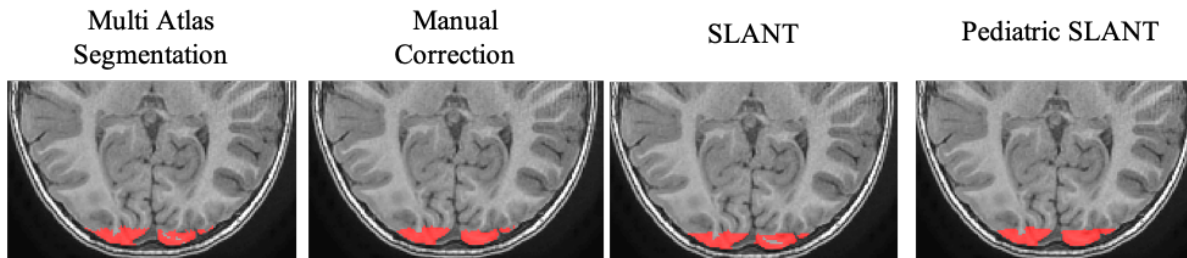 Multi Atlas
Segmentation
Manual
Correction
SLANT
Pediatric SLANT